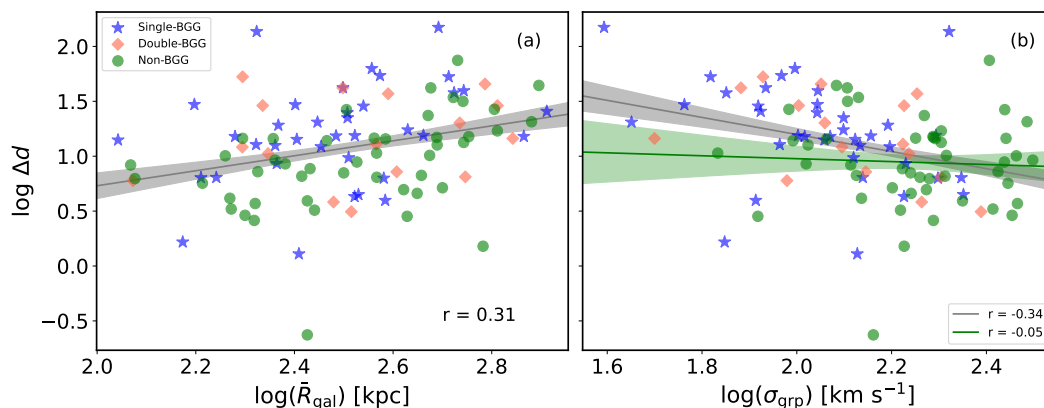 Single-BGG
Double-BGG
Non-BGG
(a)
(b)
log Δd
2.0
1.5
1.0
0.5
0.0
−0.5
r = 0.31
r = -0.34
r = -0.05
2.0 2.2 2.4 2.6 2.8
1.6 1.8 2.0 2.2 2.4
log(R̄gal) [kpc]
log(σgrp) [km s⁻¹]